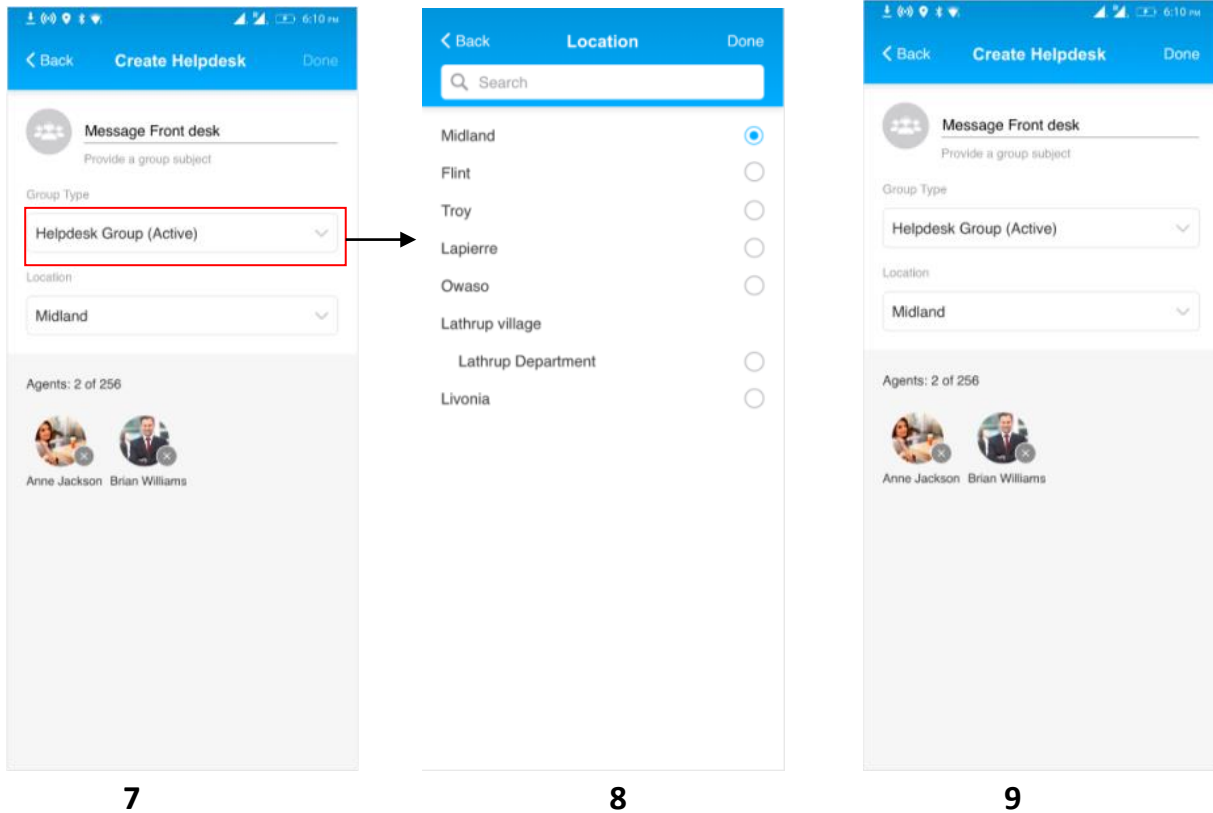 6:10 PM
Back Create Helpdesk Done
Message Front desk
Provide a group subject
Group Type
Helpdesk Group (Active)
Location
Midland
Agents: 2 of 256
Anne Jackson Brian Williams
7
Back Location Done
Search
Midland
Flint
Troy
Lapierre
Owaso
Lathrup village
Lathrup Department
Livonia
8
6:10 PM
Back Create Helpdesk Done
Message Front desk
Provide a group subject
Group Type
Helpdesk Group (Active)
Location
Midland
Agents: 2 of 256
Anne Jackson Brian Williams
9